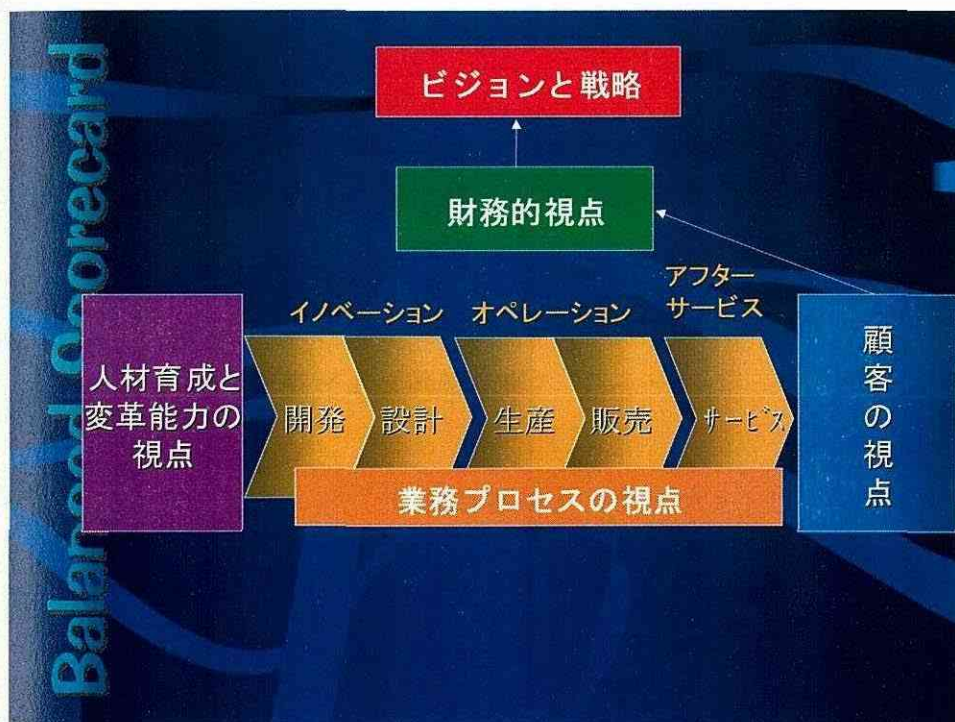 Balanced Scorecard
ビジョンと戦略
財務的視点
イノベーション
オペレーション
アフター
サービス
人材育成と
変革能力の
視点
開発
設計
生産
販売
サービス
業務プロセスの視点
顧客の視点